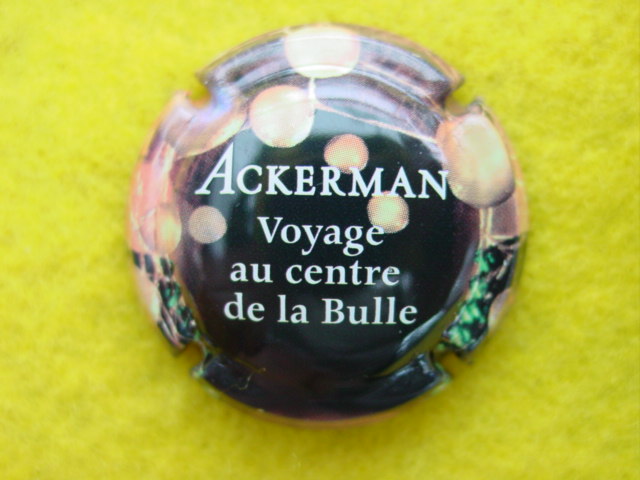 ACKERMAN
Voyage
au centre
de la Bulle